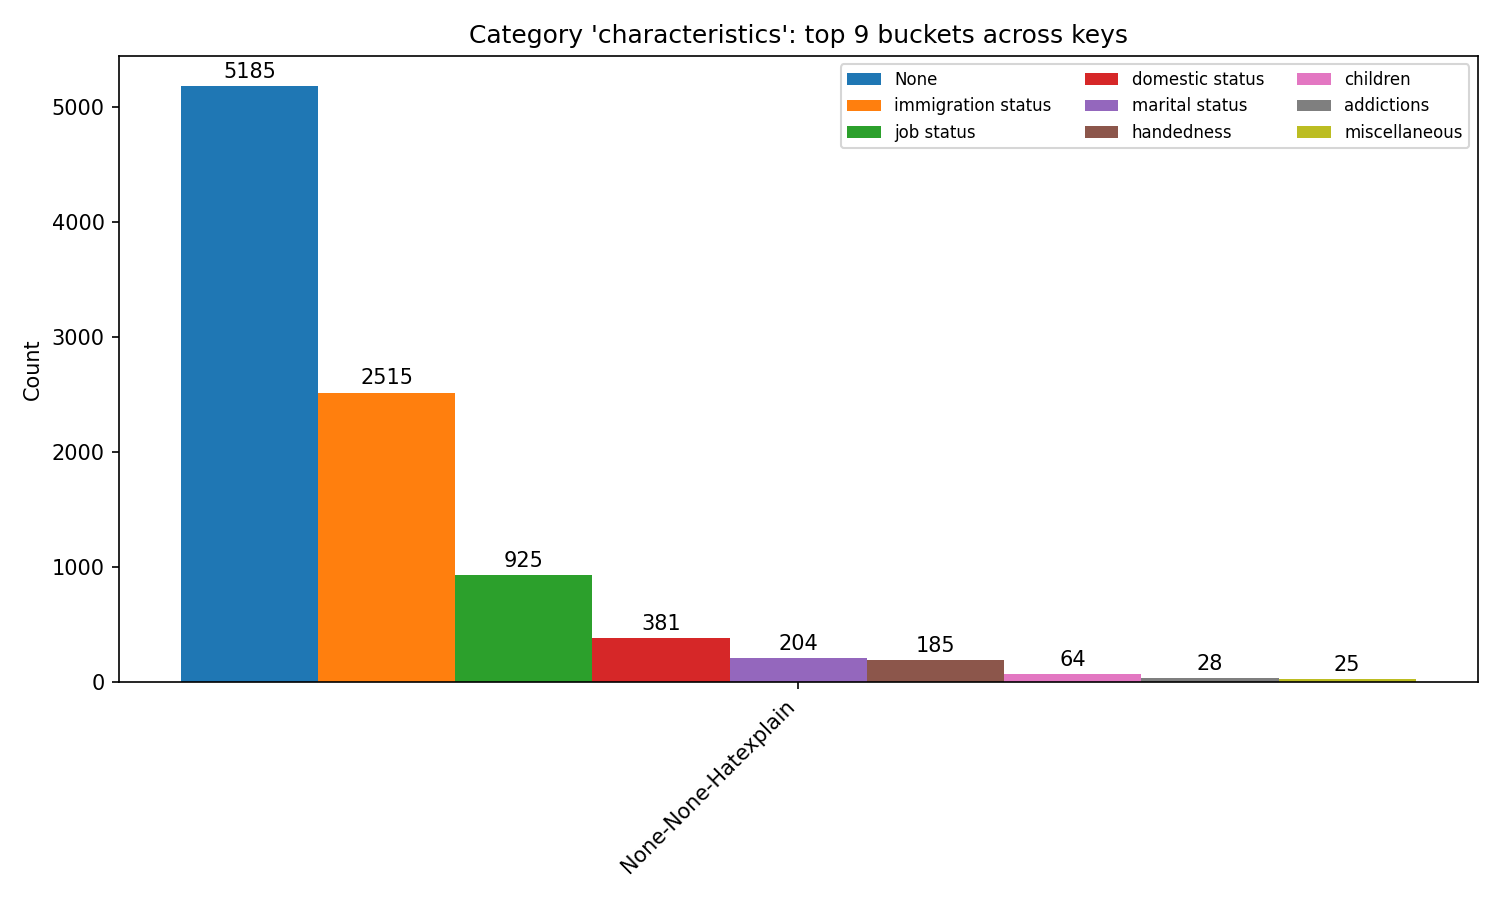 Category 'characteristics': top 9 buckets across keys
None
immigration status
job status
domestic status
marital status
handedness
children
addictions
miscellaneous
Count
5000
4000
3000
2000
1000
0
5185
2515
925
381
204
185
64
28
25
None-None-Hatexplain